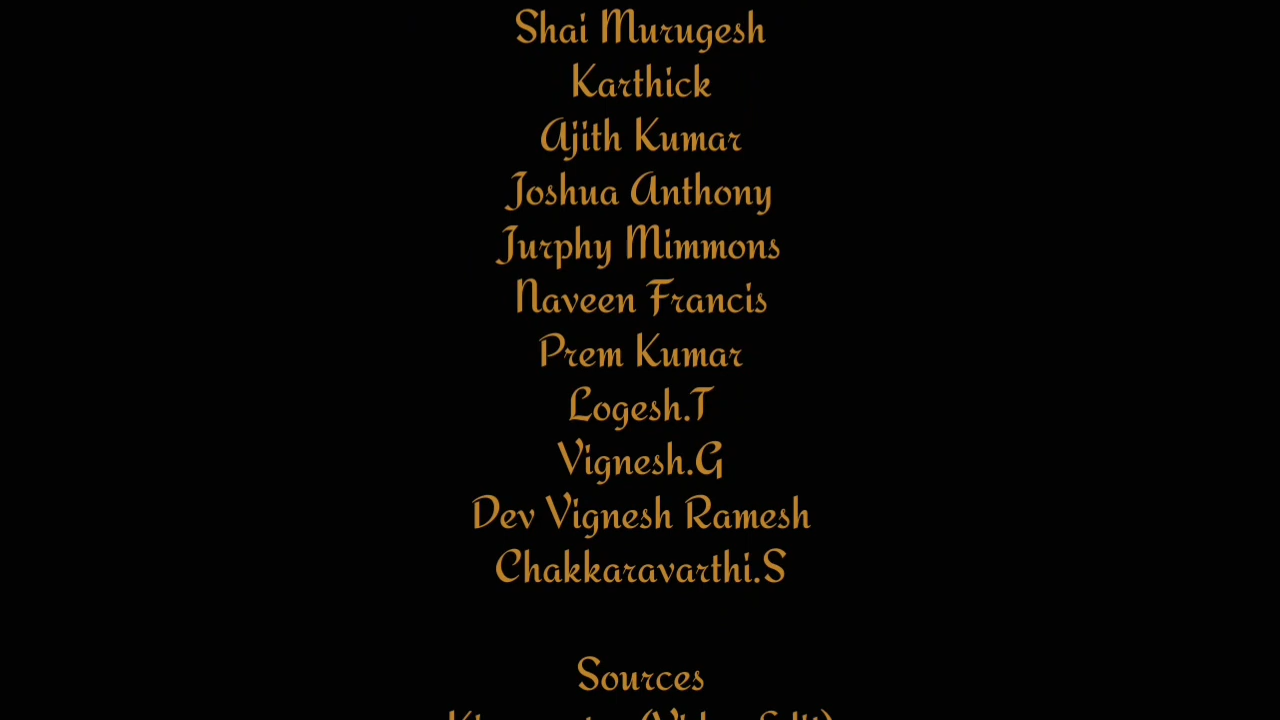 Shai Murugesh
Karthick
Ajith Kumar
Joshua Anthony
Jurphy Mimmons
Naveen Francis
Prem Kumar
Logesh.T
Vignesh.G
Dev Vignesh Ramesh
Chakkaravarthi.S
Sources